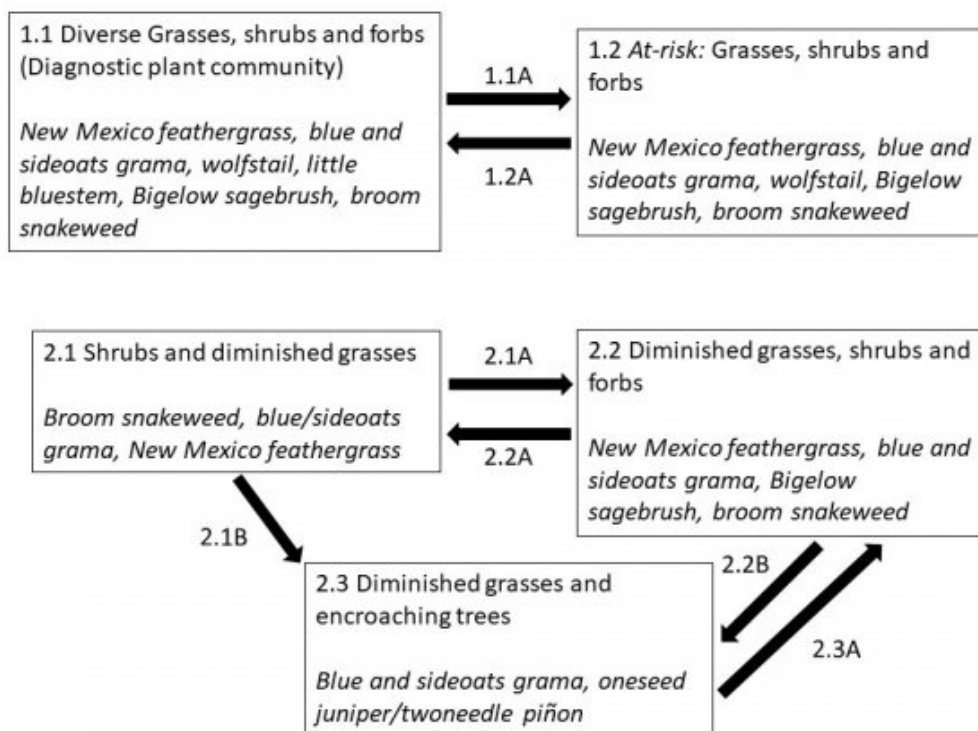 1.1 Diverse Grasses, shrubs and forbs
(Diagnostic plant community)
New Mexico feathergrass, blue and
sideoats grama, wolfstail, little
bluestem, Bigelow sagebrush, broom
snakeweed
1.1A
1.2A
1.2 At-risk: Grasses, shrubs and
forbs
New Mexico feathergrass, blue and
sideoats grama, wolfstail, Bigelow
sagebrush, broom snakeweed
2.1 Shrubs and diminished grasses
Broom snakeweed, blue/sideoats
grama, New Mexico feathergrass
2.1A
2.2A
2.2 Diminished grasses, shrubs and
forbs
New Mexico feathergrass, blue and
sideoats grama, Bigelow
sagebrush, broom snakeweed
2.1B
2.2B
2.3A
2.3 Diminished grasses and
encroaching trees
Blue and sideoats grama, oneseed
juniper/twoneedle piñon